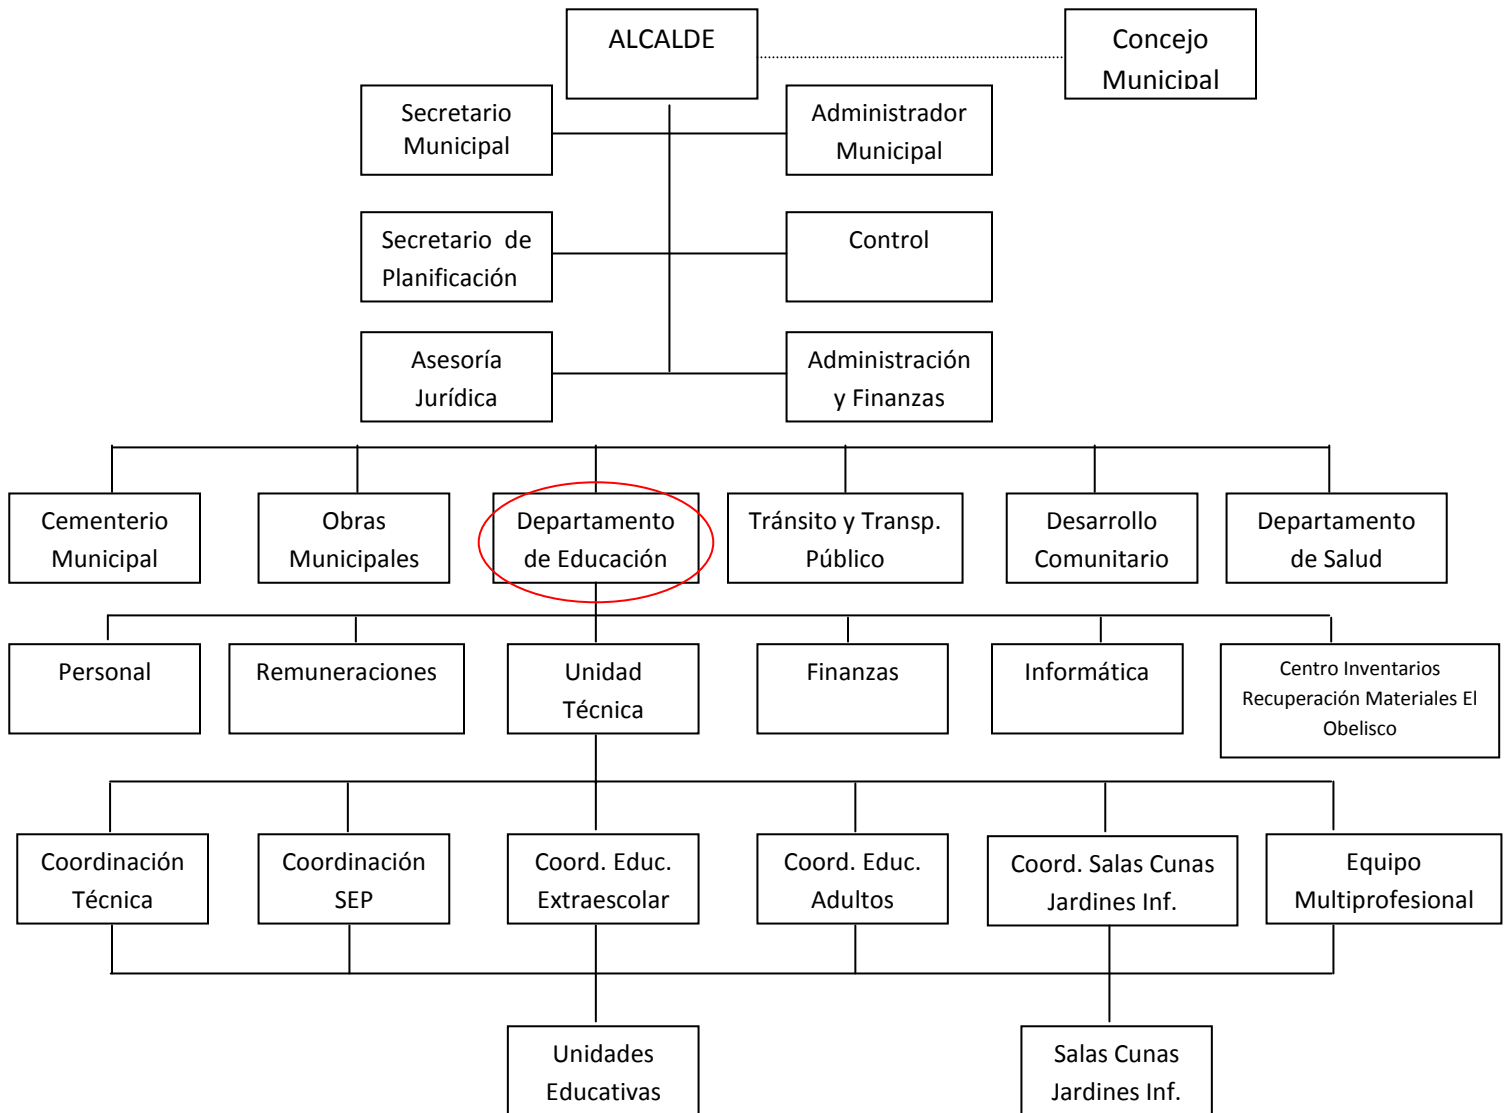 ALCALDE
Concejo
Municipal
Secretario
Municipal
Administrador
Municipal
Secretario de
Planificación
Control
Asesoría
Jurídica
Administración
y Finanzas
Cementerio
Municipal
Obras
Municipales
Departamento
de Educación
Tránsito y Transp.
Público
Desarrollo
Comunitario
Departamento
de Salud
Personal
Remuneraciones
Unidad
Técnica
Finanzas
Informática
Centro Inventarios
Recuperación Materiales El
Obelisco
Coordinación
Técnica
Coordinación
SEP
Coord. Educ.
Extraescolar
Coord. Educ.
Adultos
Coord. Salas Cunas
Jardines Inf.
Equipo
Multiprofesional
Unidades
Educativas
Salas Cunas
Jardines Inf.